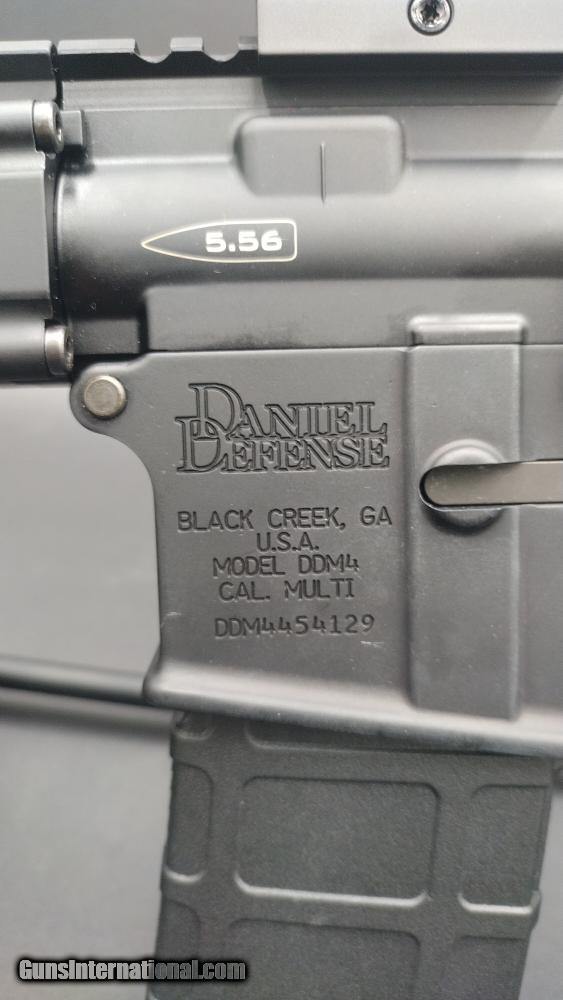 5.56
DANIEL
DEFENSE
BLACK CREEK, GA
U.S.A.
MODEL DDM4
CAL. MULTI
DDM4454129
GunsInternational.com